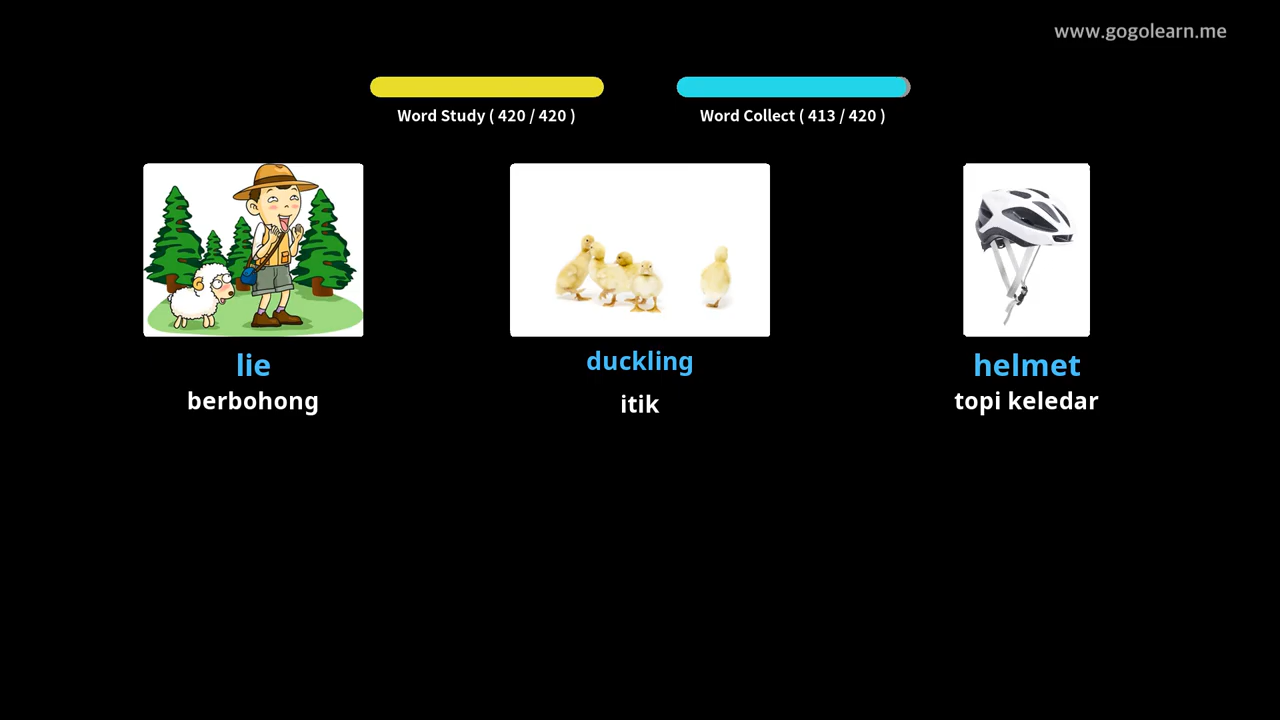 www.gogolearn.me
Word Study ( 420 / 420 )
Word Collect ( 413 / 420 )
lie
duckling
helmet
berbohong
itik
topi keledar